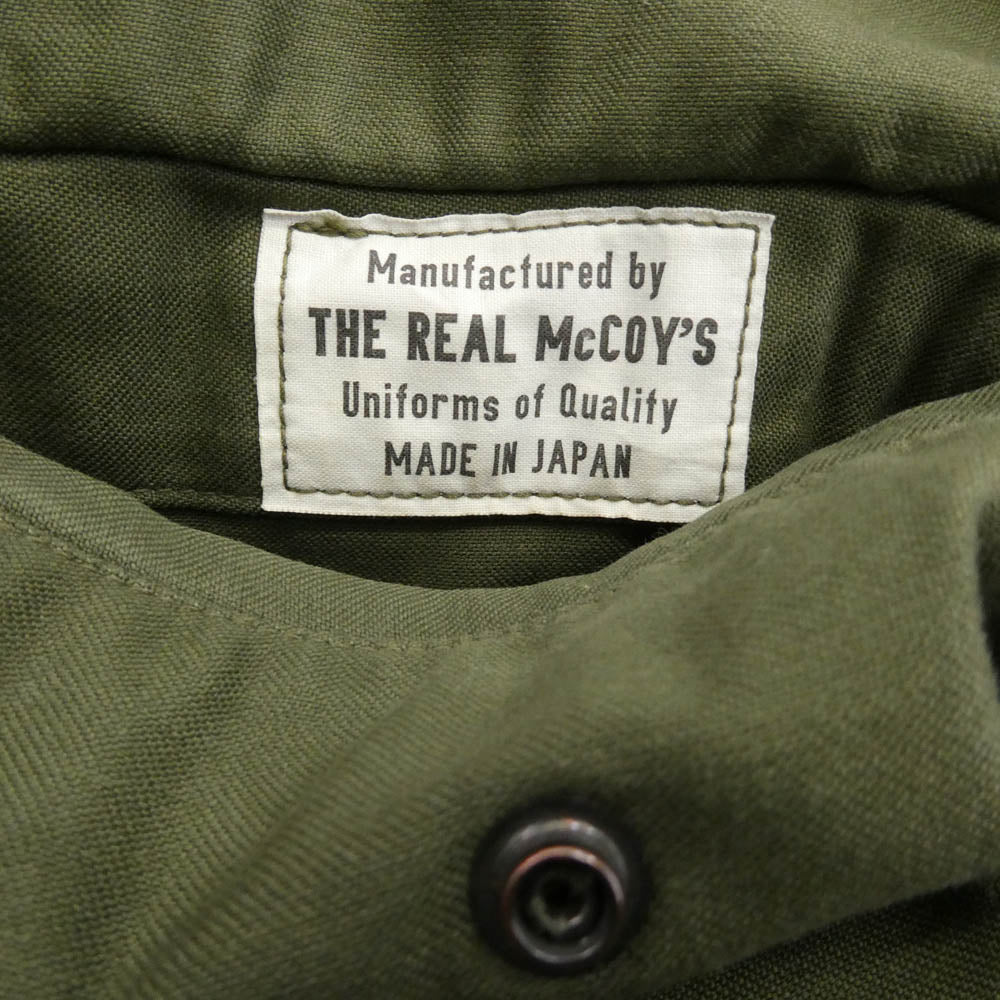 Manufactured by
THE REAL McCOY'S
Uniforms of Quality
MADE IN JAPAN